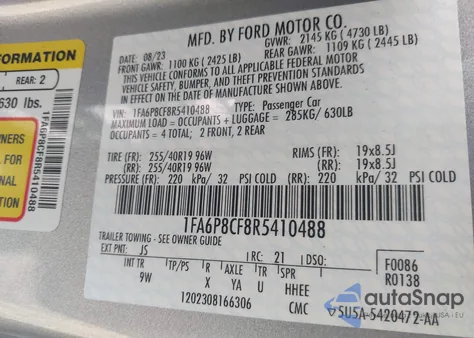 FORMATION
REAR: 2
630 lbs.
WNERS
FOR
NAL
ATION
1FA6P8CF8R5410488
MFD. BY FORD MOTOR CO.
DATE: 08/23 GVWR: 2145 KG ( 4730 LB)
FRONT GAWR: 1100 KG ( 2425 LB) REAR GAWR: 1109 KG ( 2445 LB)
THIS VEHICLE CONFORMS TO ALL APPLICABLE FEDERAL MOTOR
VEHICLE SAFETY, BUMPER, AND THEFT PREVENTION STANDARDS
IN EFFECT ON THE DATE OF MANUFACTURE SHOWN ABOVE.
VIN: 1FA6P8CF8R5410488 TYPE: Passenger Car
MAXIMUM LOAD = OCCUPANTS + LUGGAGE = 285KG/ 630LB
OCCUPANTS = 4 TOTAL; 2 FRONT, 2 REAR
TIRE (FR): 255/40R19 96W RIMS (FR): 19x8.5J
(RR): 255/40R19 96W (RR): 19x8.5J
PRESSURE (FR): 220 kPa/ 32 PSI COLD (RR): 220 kPa/ 32 PSI COLD
1FA6P8CF8R5410488
TRAILER TOWING - SEE OWNER GUIDE
EXT PNT: JS RC: 21 DSO: F0086
INT TR TP/PS R AXLE TR SPR R0138
9W X YA U HHEE
1202308166306 CMC SU5A-5420472-AA
autoSnap